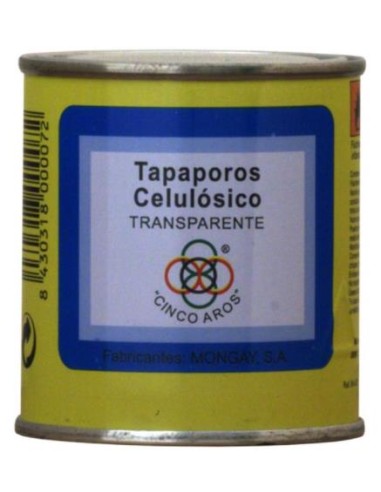 Tapaporos
Celulósico
TRANSPARENTE
®
"CINCO AROS"
Fabricantes: MONGAY, S.A.
8 430318 000072